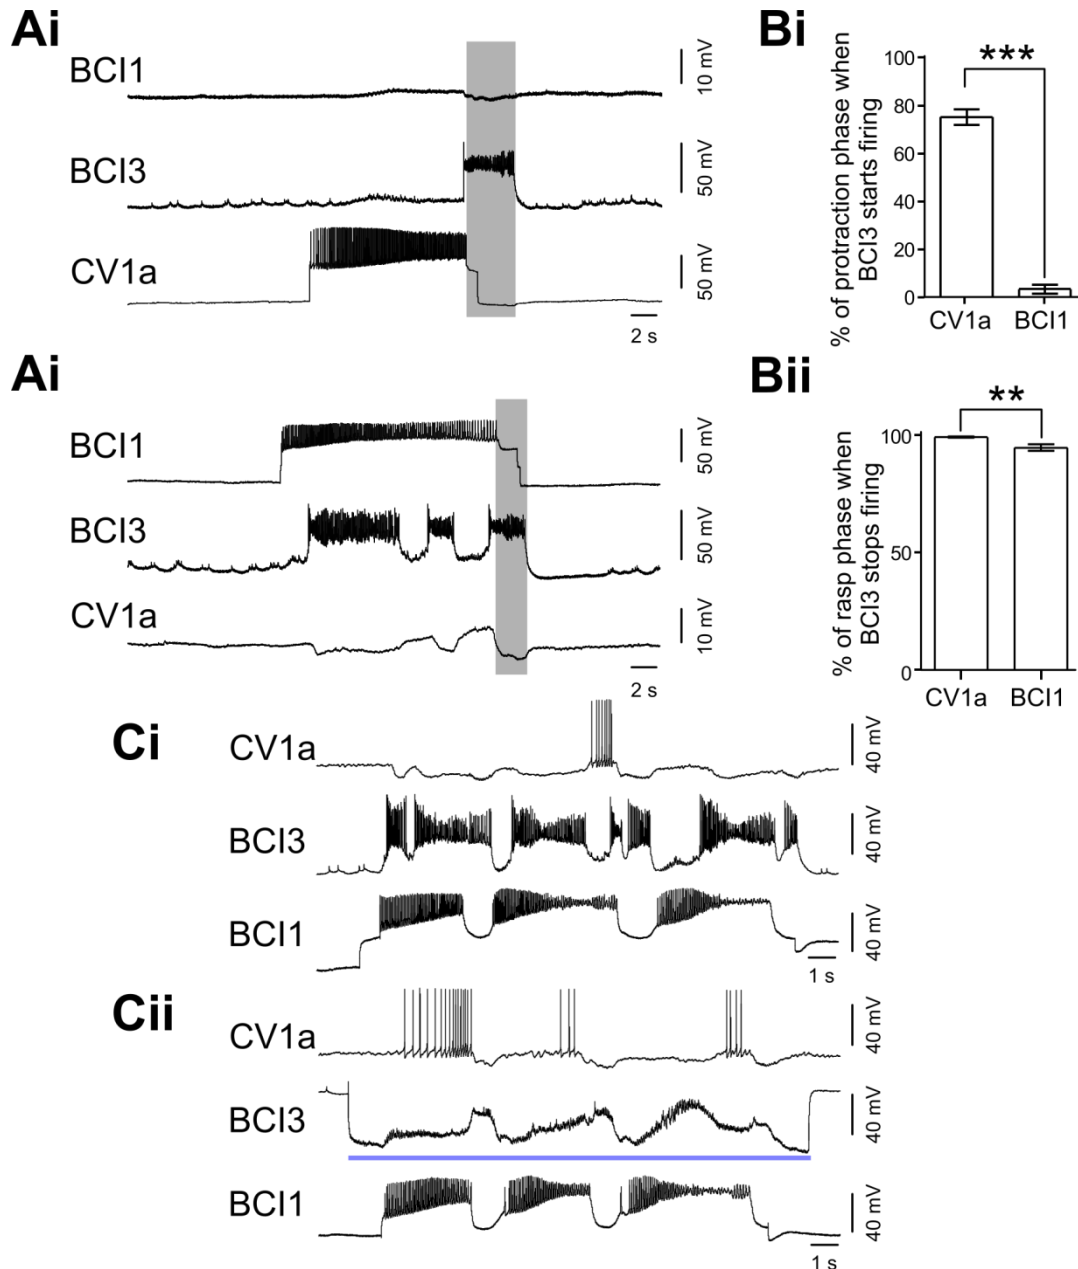 Ai
BCI1
10 mV
BCI3
50 mV
CV1a
50 mV
2 s
Bi
% of protraction phase when
BCI3 starts firing
100
80
60
40
20
0
***
CV1a BCI1
Ai
BCI1
50 mV
BCI3
50 mV
CV1a
10 mV
2 s
Bii
% of rasp phase when
BCI3 stops firing
100
50
0
**
CV1a BCI1
Ci
CV1a
40 mV
BCI3
40 mV
BCI1
40 mV
1 s
Cii
CV1a
40 mV
BCI3
40 mV
BCI1
40 mV
1 s